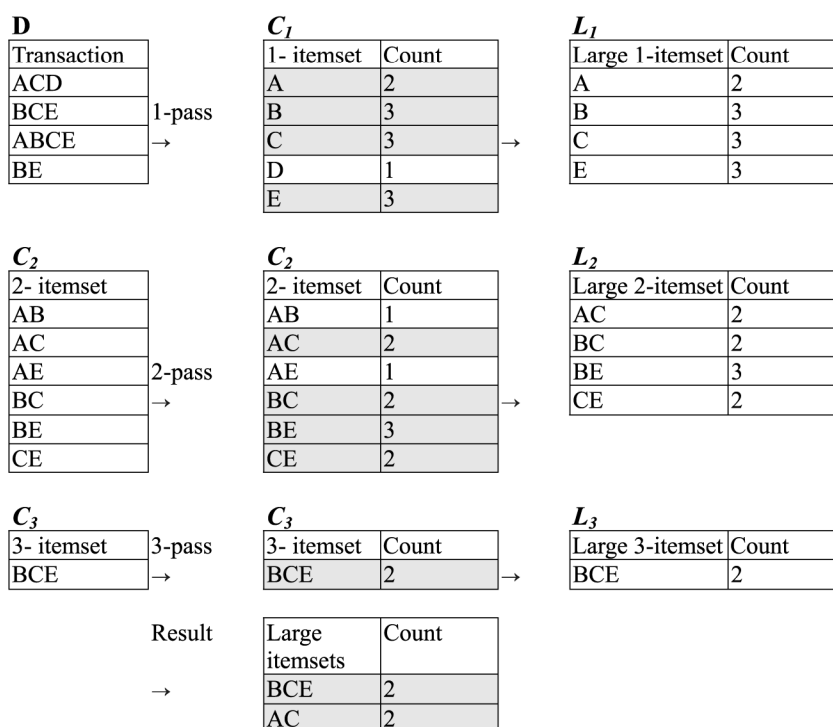 D C1 L1
Transaction 1- itemset Count Large 1-itemset Count
ACD A 2 A 2
BCE 1-pass B 3 B 3
ABCE → C 3 → C 3
BE D 1 E 3
E 3
C2 C2 L2
2- itemset 2- itemset Count Large 2-itemset Count
AB AB 1 AC 2
AC AC 2 BC 2
AE 2-pass AE 1 BE 3
BC → BC 2 → CE 2
BE BE 3
CE CE 2
C3 C3 L3
3- itemset 3-pass 3- itemset Count Large 3-itemset Count
BCE → BCE 2 → BCE 2
Result Large Count
itemsets
→ BCE 2
AC 2